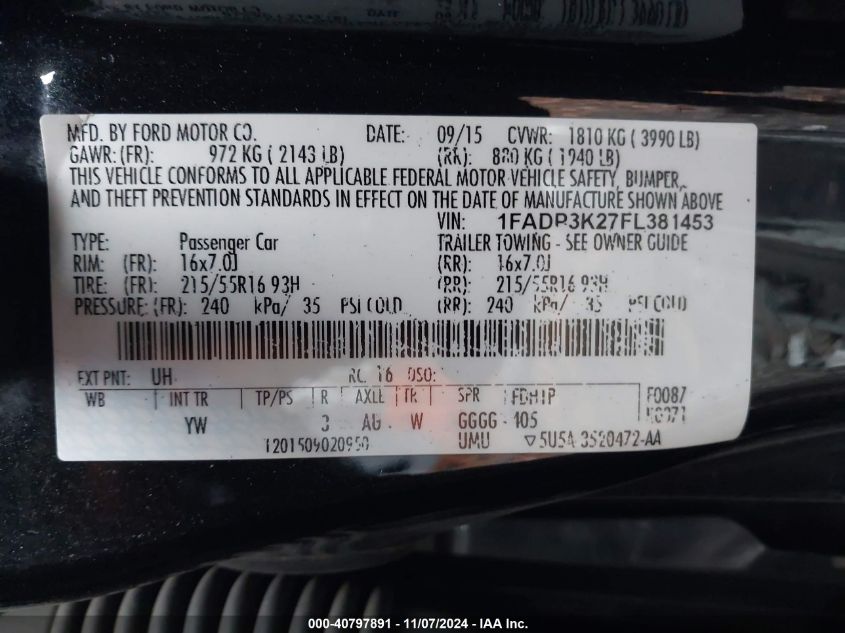 MFD. BY FORD MOTOR CO. DATE: 09/15 CVWR: 1810 KG ( 3990 LB)
GAWR: (FR): 972 KG ( 2143 LB) (RR): 880 KG ( 1940 LB)
THIS VEHICLE CONFORMS TO ALL APPLICABLE FEDERAL MOTOR VEHICLE SAFETY, BUMPER,
AND THEFT PREVENTION STANDARDS IN EFFECT ON THE DATE OF MANUFACTURE SHOWN ABOVE
VIN: 1FADP3K27FL381453
TYPE: Passenger Car TRAILER TOWING - SEE OWNER GUIDE
RIM: (FR): 16x7.0J (RR): 16x7.0J
TIRE: (FR): 215/55R16 93H (RR): 215/55R16 93H
PRESSURE: (FR): 240 kPa/ 35 PSI COLD (RR): 240 kPa/ 35 PSI COLD
EXT PNT: UH RC: 16 DSO:
WB INT TR TP/PS R AXLE TR SPR FDH1P F0087
YW 3 AG W GGGG - 105
UMU ▽5U5A-3520472-AA
000-40797891 - 11/07/2024 - IAA Inc.